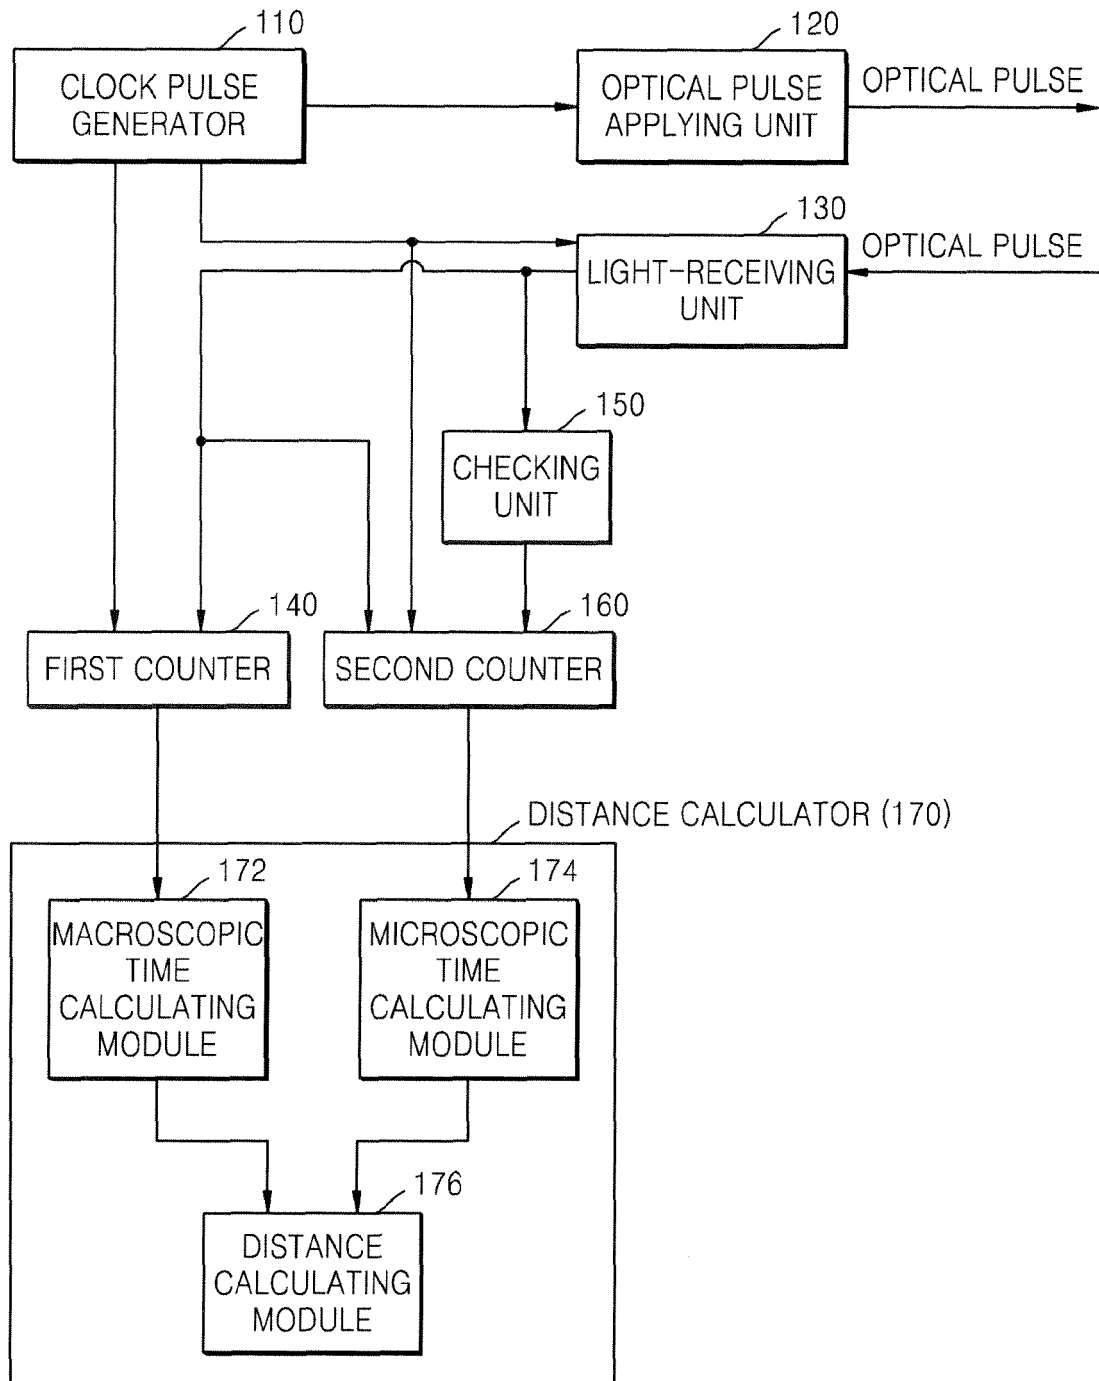 110
CLOCK PULSE
GENERATOR
120
OPTICAL PULSE
APPLYING UNIT
OPTICAL PULSE
130
LIGHT-RECEIVING
UNIT
OPTICAL PULSE
150
CHECKING
UNIT
140
FIRST COUNTER
160
SECOND COUNTER
DISTANCE CALCULATOR (170)
172
MACROSCOPIC
TIME
CALCULATING
MODULE
174
MICROSCOPIC
TIME
CALCULATING
MODULE
176
DISTANCE
CALCULATING
MODULE